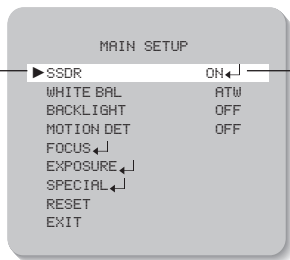 MAIN SETUP
▶SSDR ON↵
WHITE BAL ATW
BACKLIGHT OFF
MOTION DET OFF
FOCUS↵
EXPOSURE↵
SPECIAL↵
RESET
EXIT